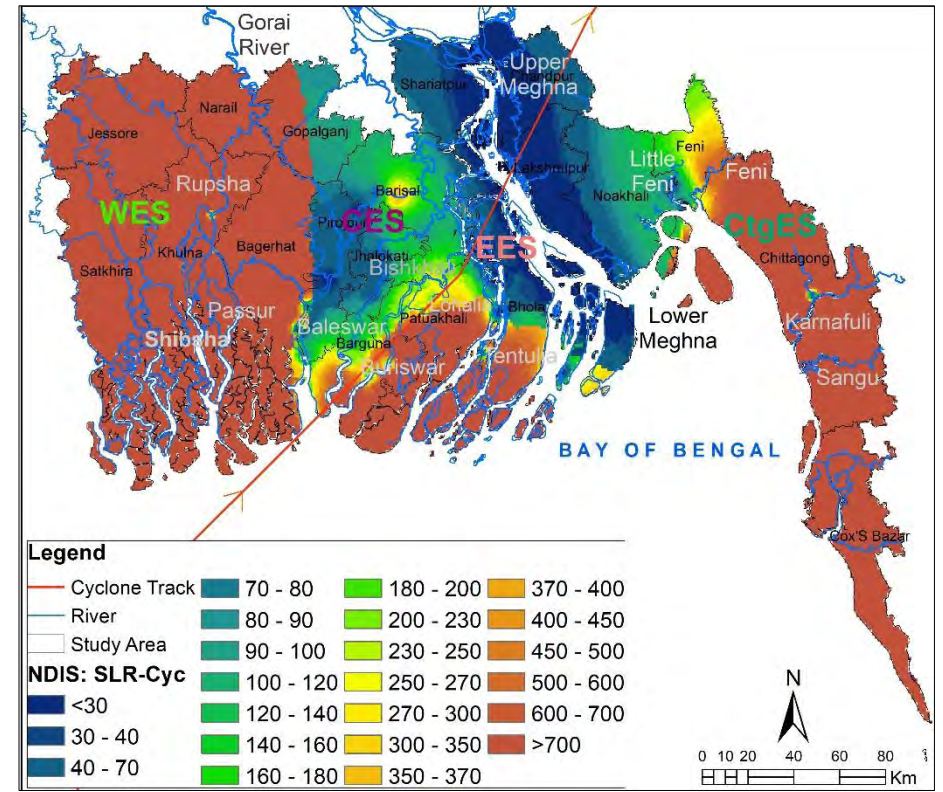 Gorai
River
Upper
Meghna
Chandpur
Shariatpur
Narail
Jessore
Gopalganj
Feni
Lakshmipur
Little
Feni
Feni
Rupsha
Barisal
Noakhali
WES
CES
Pirojpur
CtgES
Khulna
Bagerhat
EES
Jhalokati
Chittagong
Satkhira
Passur
Lohalia
Bhola
Baleswar
Patuakhali
Lower
Meghna
Karnafuli
Shibsha
Barguna
Tentulia
Buriswar
Sangu
BAY OF BENGAL
Cox'S Bazar
Legend
Cyclone Track
River
Study Area
NDIS: SLR-Cyc
<30
30 - 40
40 - 70
70 - 80
80 - 90
90 - 100
100 - 120
120 - 140
140 - 160
160 - 180
180 - 200
200 - 230
230 - 250
250 - 270
270 - 300
300 - 350
350 - 370
370 - 400
400 - 450
450 - 500
500 - 600
600 - 700
>700
N
0 10 20 40 60 80
Km